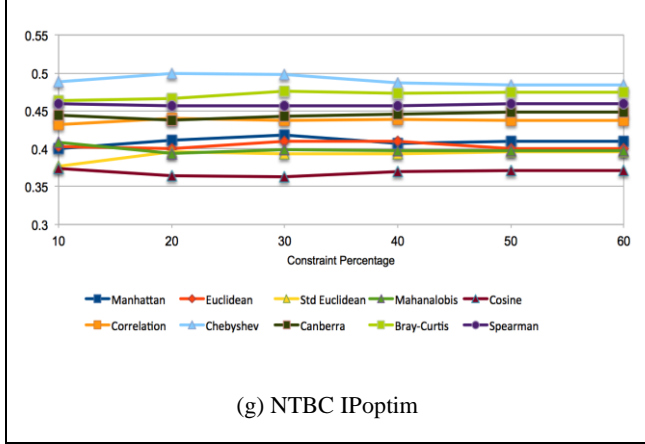 0.55
0.5
0.45
0.4
0.35
0.3
10 20 30 40 50 60
Constraint Percentage
Manhattan Euclidean Std Euclidean Mahanalobis Cosine
Correlation Chebyshev Canberra Bray-Curtis Spearman
(g) NTBC IPoptim